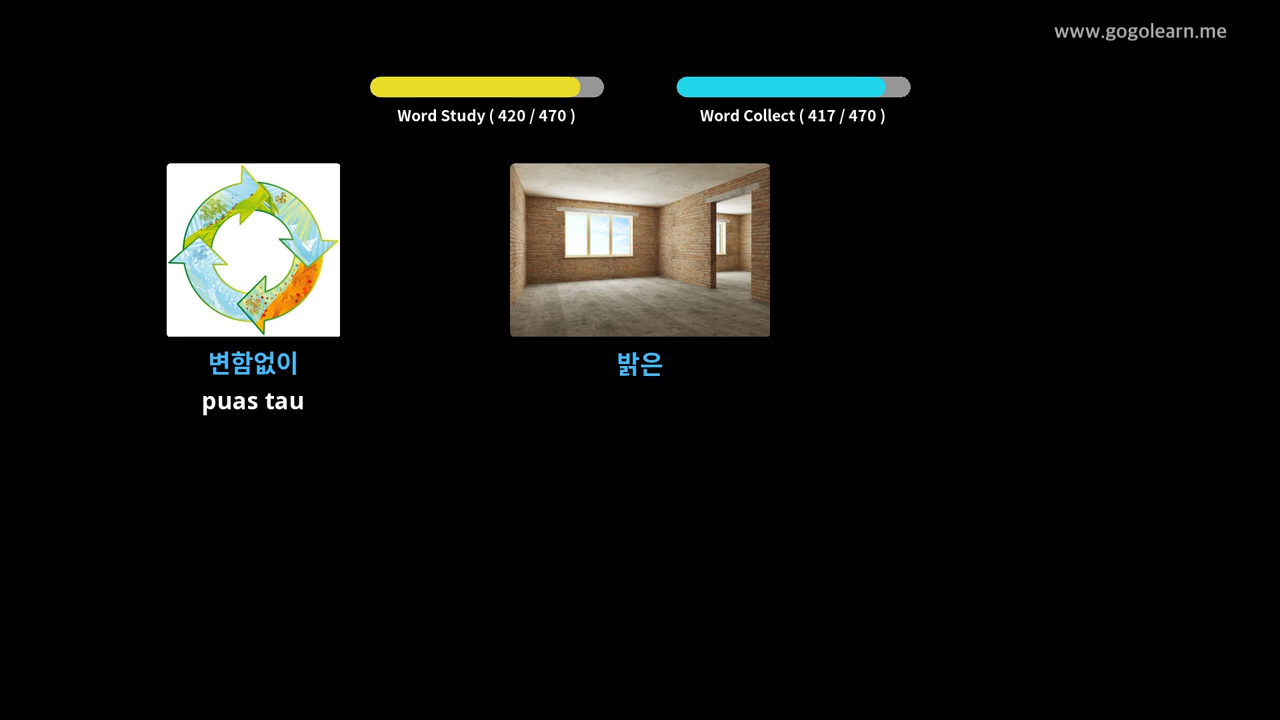 www.gogolearn.me
Word Study ( 420 / 470 )
Word Collect ( 417 / 470 )
변함없이
puas tau
밝은